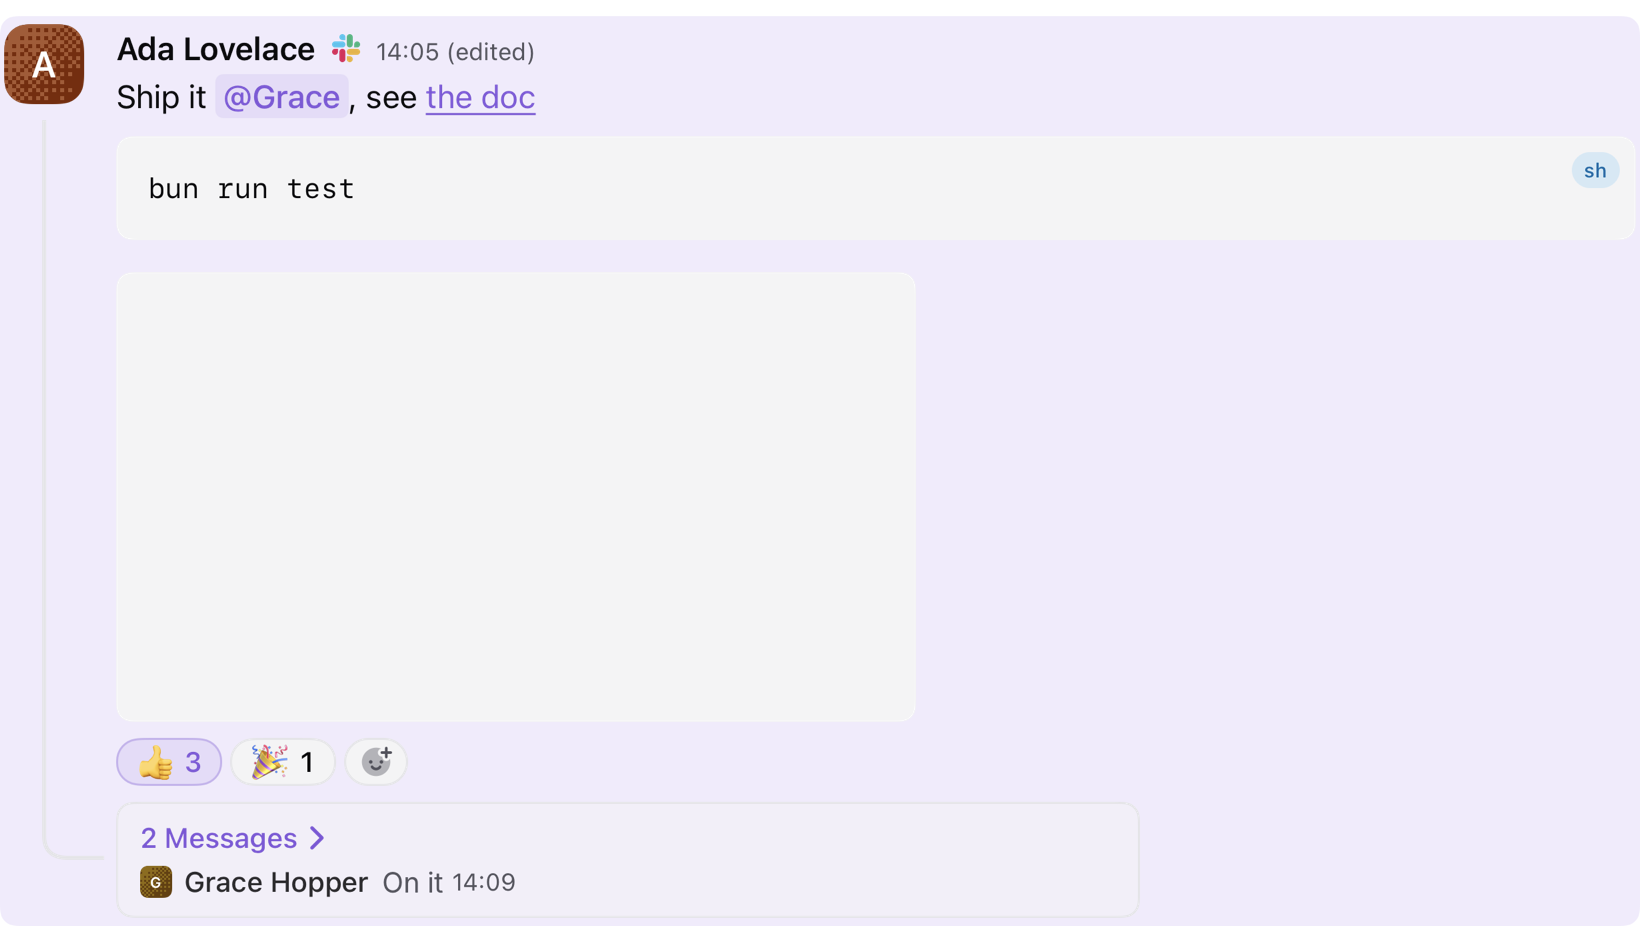 A
Ada Lovelace 14:05 (edited)
Ship it @Grace, see the doc
sh
bun run test
👍 3 🎉 1
2 Messages
G Grace Hopper On it 14:09